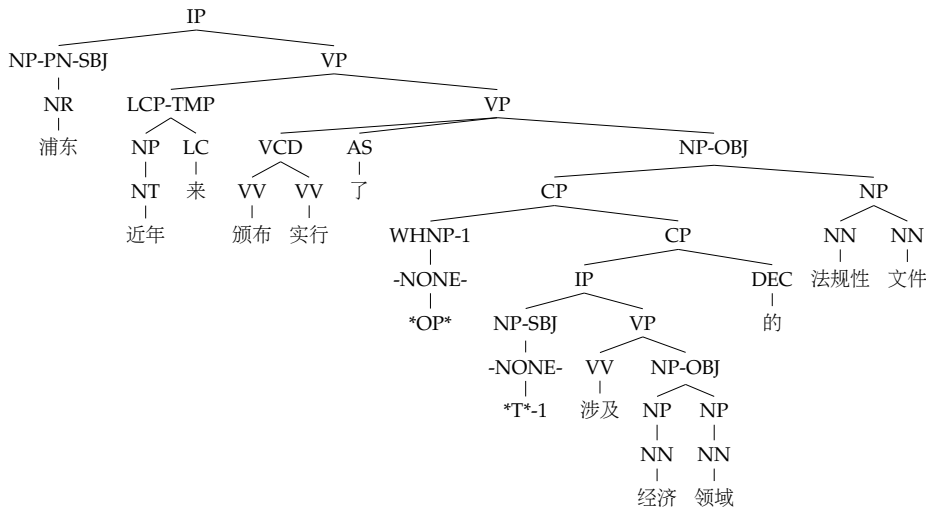 IP
NP-PN-SBJ VP
NR LCP-TMP VP
浦东 NP LC VCD AS NP-OBJ
NT 来 VV VV 了 CP NP
近年 颁布 实行 WHNP-1 CP NN NN
-NONE- IP DEC 法规性 文件
*OP* NP-SBJ VP 的
-NONE- VV NP-OBJ
*T*-1 涉及 NP NP
NN NN
经济 领域